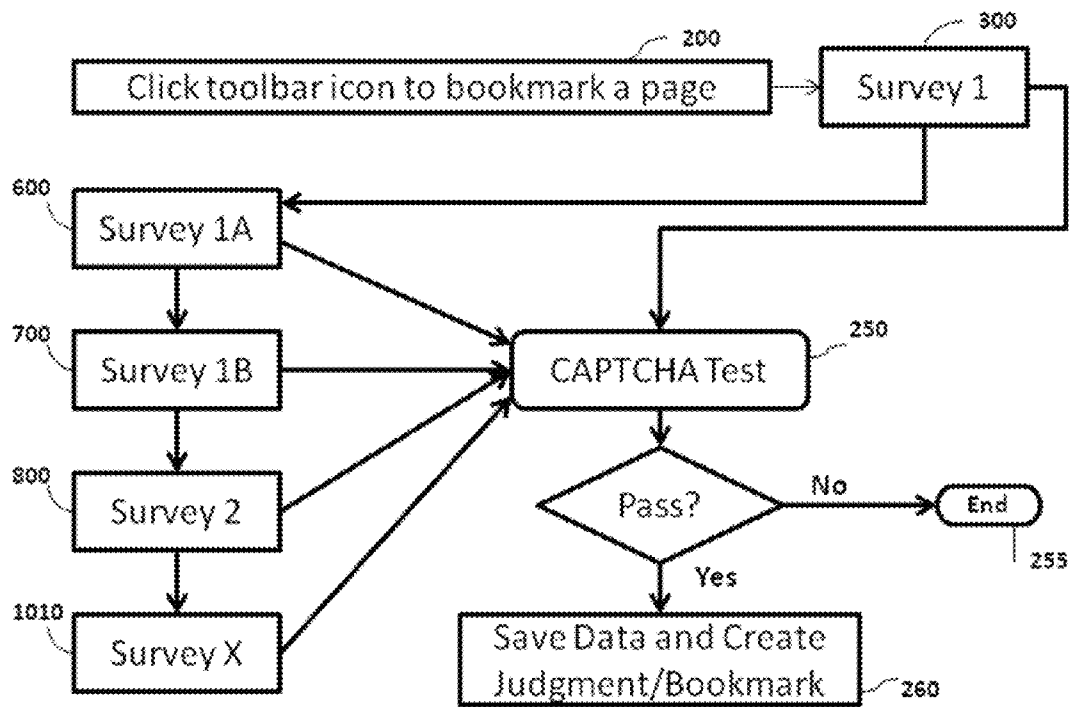 200
300
Click toolbar icon to bookmark a page
Survey 1
600
Survey 1A
700
Survey 1B
250
CAPTCHA Test
800
Survey 2
Pass?
No
End
255
Yes
1010
Survey X
Save Data and Create
Judgment/Bookmark
260